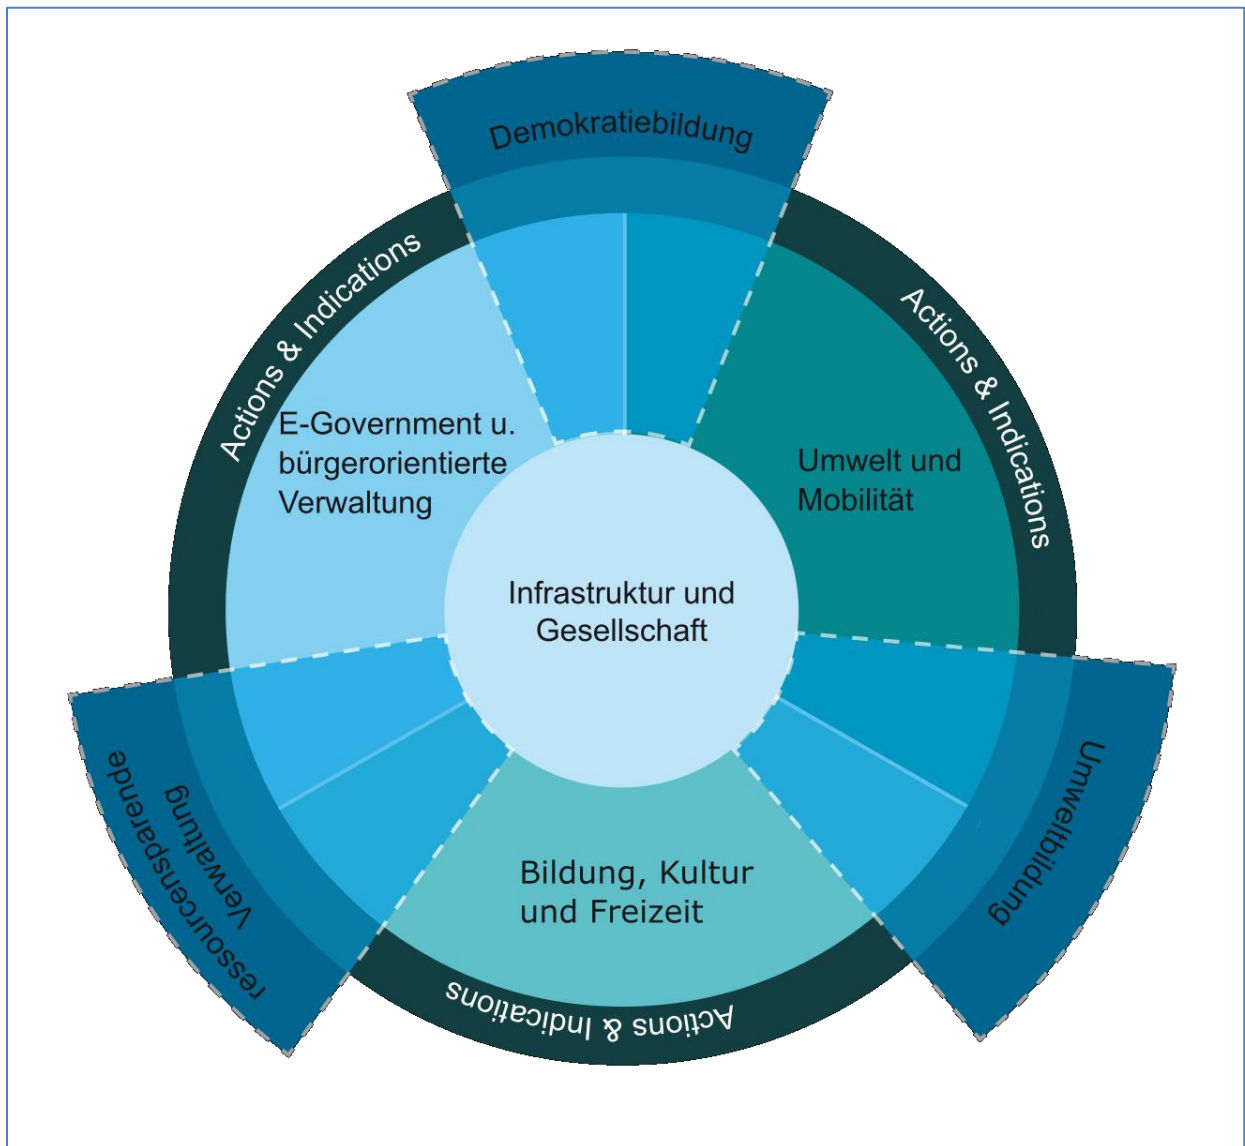 Demokratiebildung
Actions & Indications
Actions & Indications
E-Government u.
bürgerorientierte
Verwaltung
Umwelt und
Mobilität
Infrastruktur und
Gesellschaft
ressourcensparende
Verwaltung
Umweltbildung
Bildung, Kultur
und Freizeit
Actions & Indications